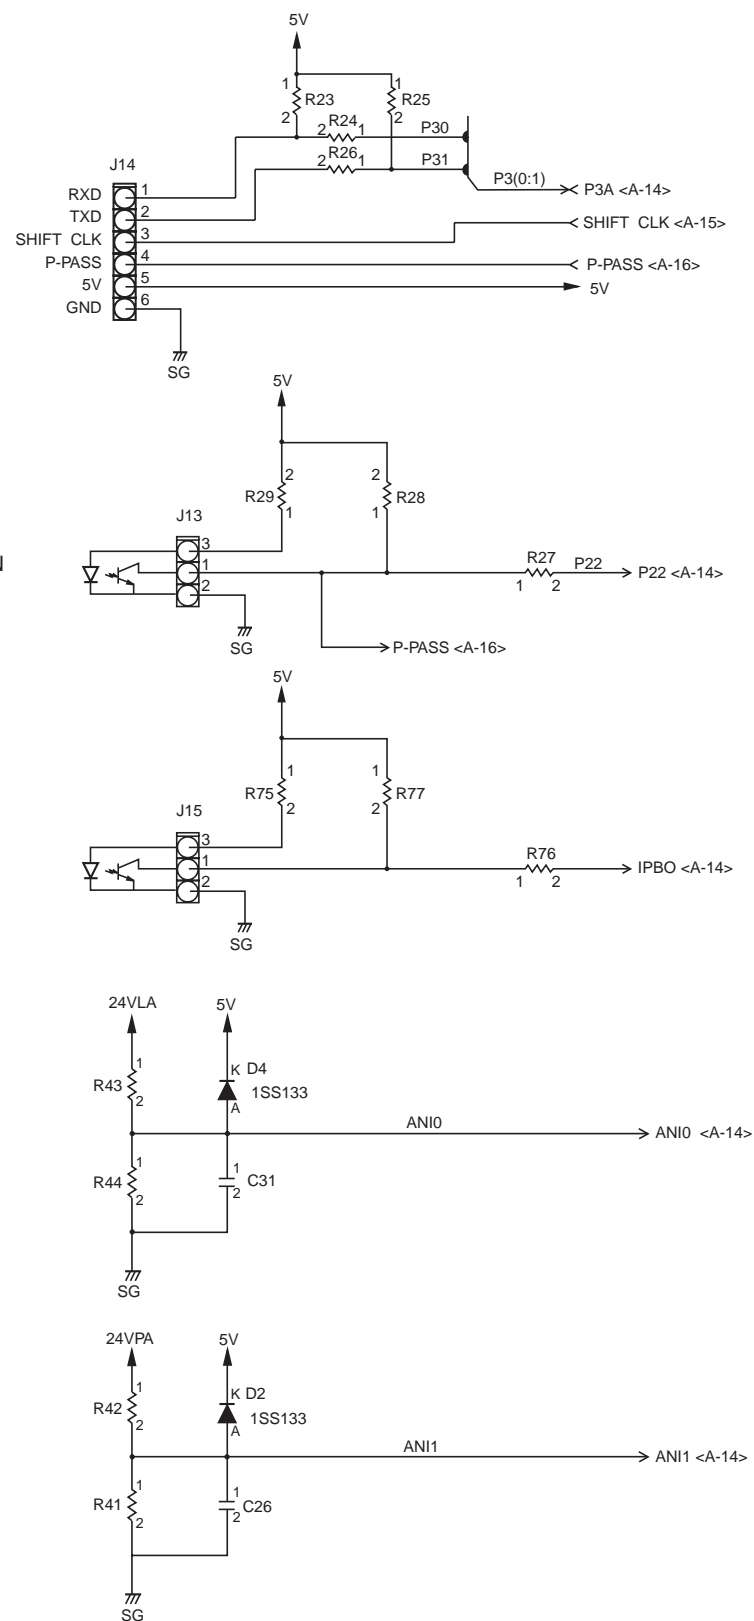 5V
1 R23 2
1 R25 2
2 R24 1 P30
2 R26 1 P31
P3(0:1) P3A <A-14>
J14
RXD 1
TXD 2
SHIFT CLK 3 SHIFT CLK <A-15>
P-PASS 4 P-PASS <A-16>
5V 5 5V
GND 6
SG
5V
2 R29 1
2 R28 1
J13
3
1
2
N
R27 1 2 P22 P22 <A-14>
SG
P-PASS <A-16>
5V
1 R75 2
1 R77 2
J15
3
1
2
R76 1 2 IPBO <A-14>
SG
24VLA 5V
1 R43 2
K D4
1SS133
A
ANI0 ANI0 <A-14>
1 R44 2
1 C31 2
SG
24VPA 5V
1 R42 2
K D2
1SS133
A
ANI1 ANI1 <A-14>
1 R41 2
1 C26 2
SG